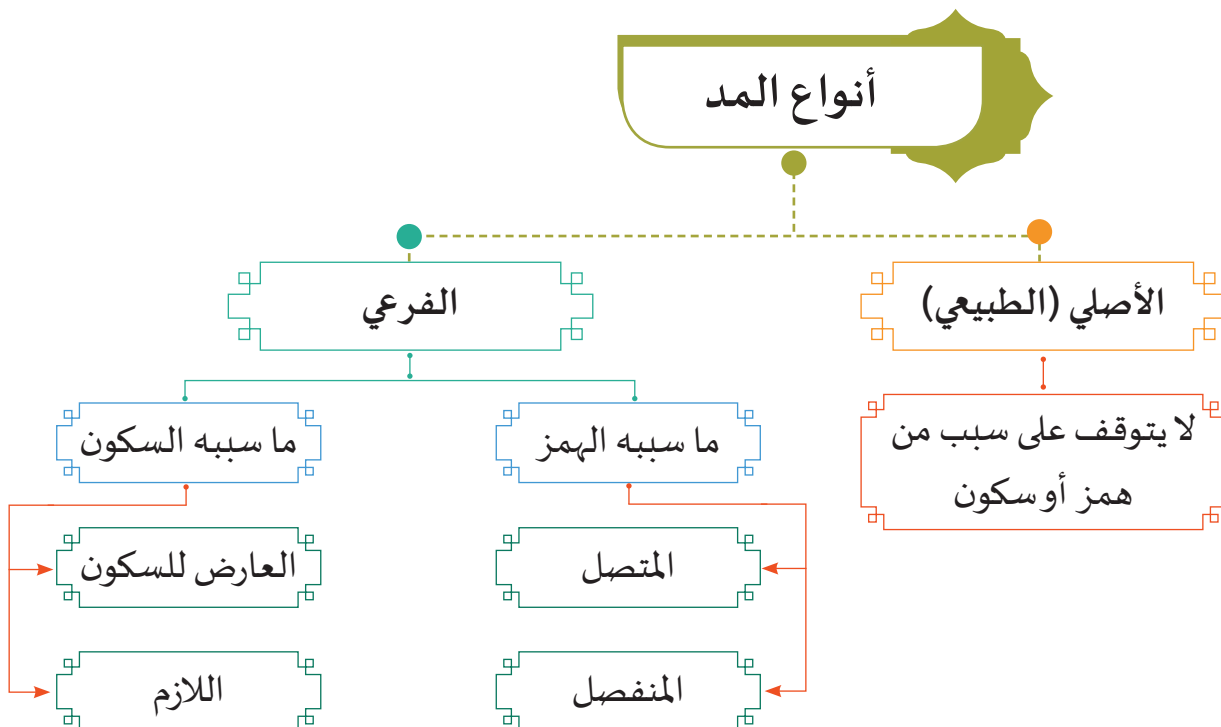 أنواع المد
الأصلي (الطبيعي)
الفرعي
لا يتوقف على سبب من
همز أو سكون
ما سببه الهمز
ما سببه السكون
المتصل
العارض للسكون
المنفصل
اللازم